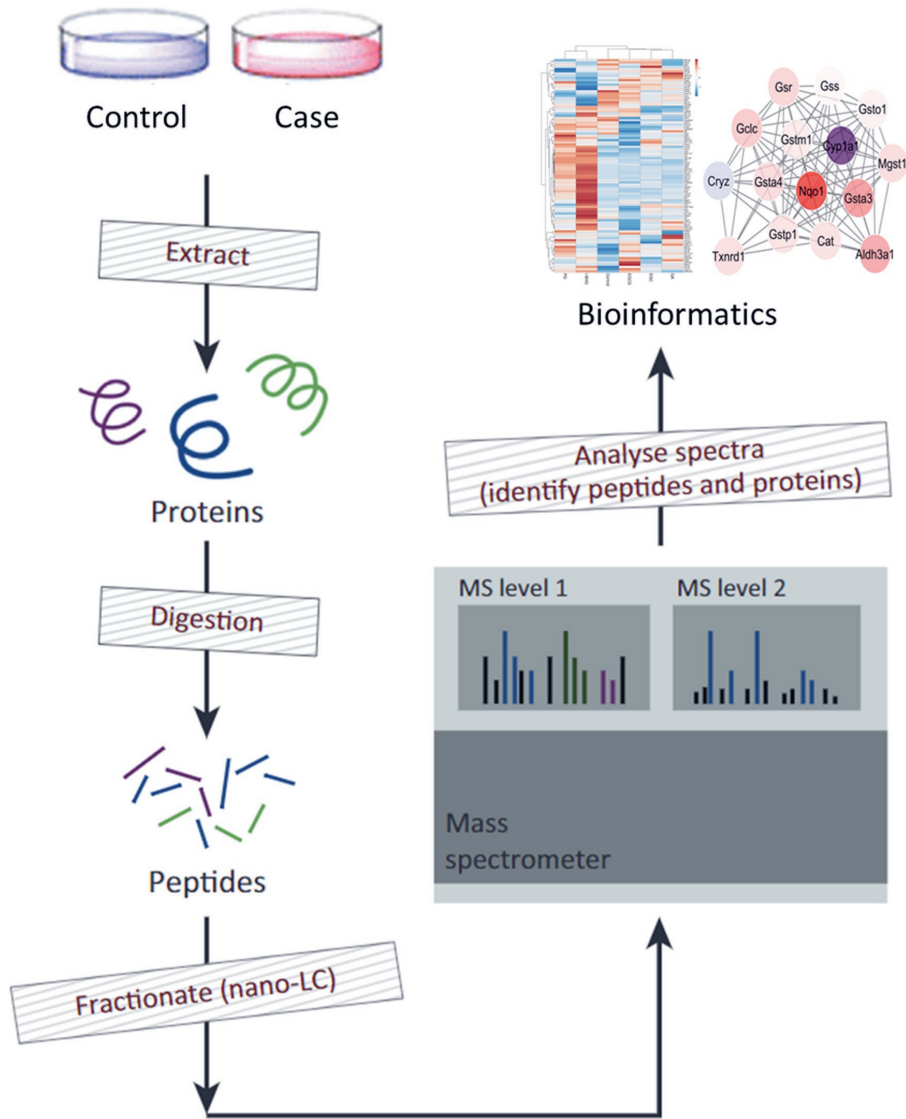 Control
Case
Extract
Proteins
Digestion
Peptides
Fractionate (nano-LC)
Mass
spectrometer
MS level 1
MS level 2
Analyse spectra
(identify peptides and proteins)
Bioinformatics
Gsr
Gss
Gsto1
Gclc
Gstm1
Cyp1a1
Mgst1
Cryz
Gsta4
Nqo1
Gsta3
Gstp1
Cat
Txnrd1
Aldh3a1